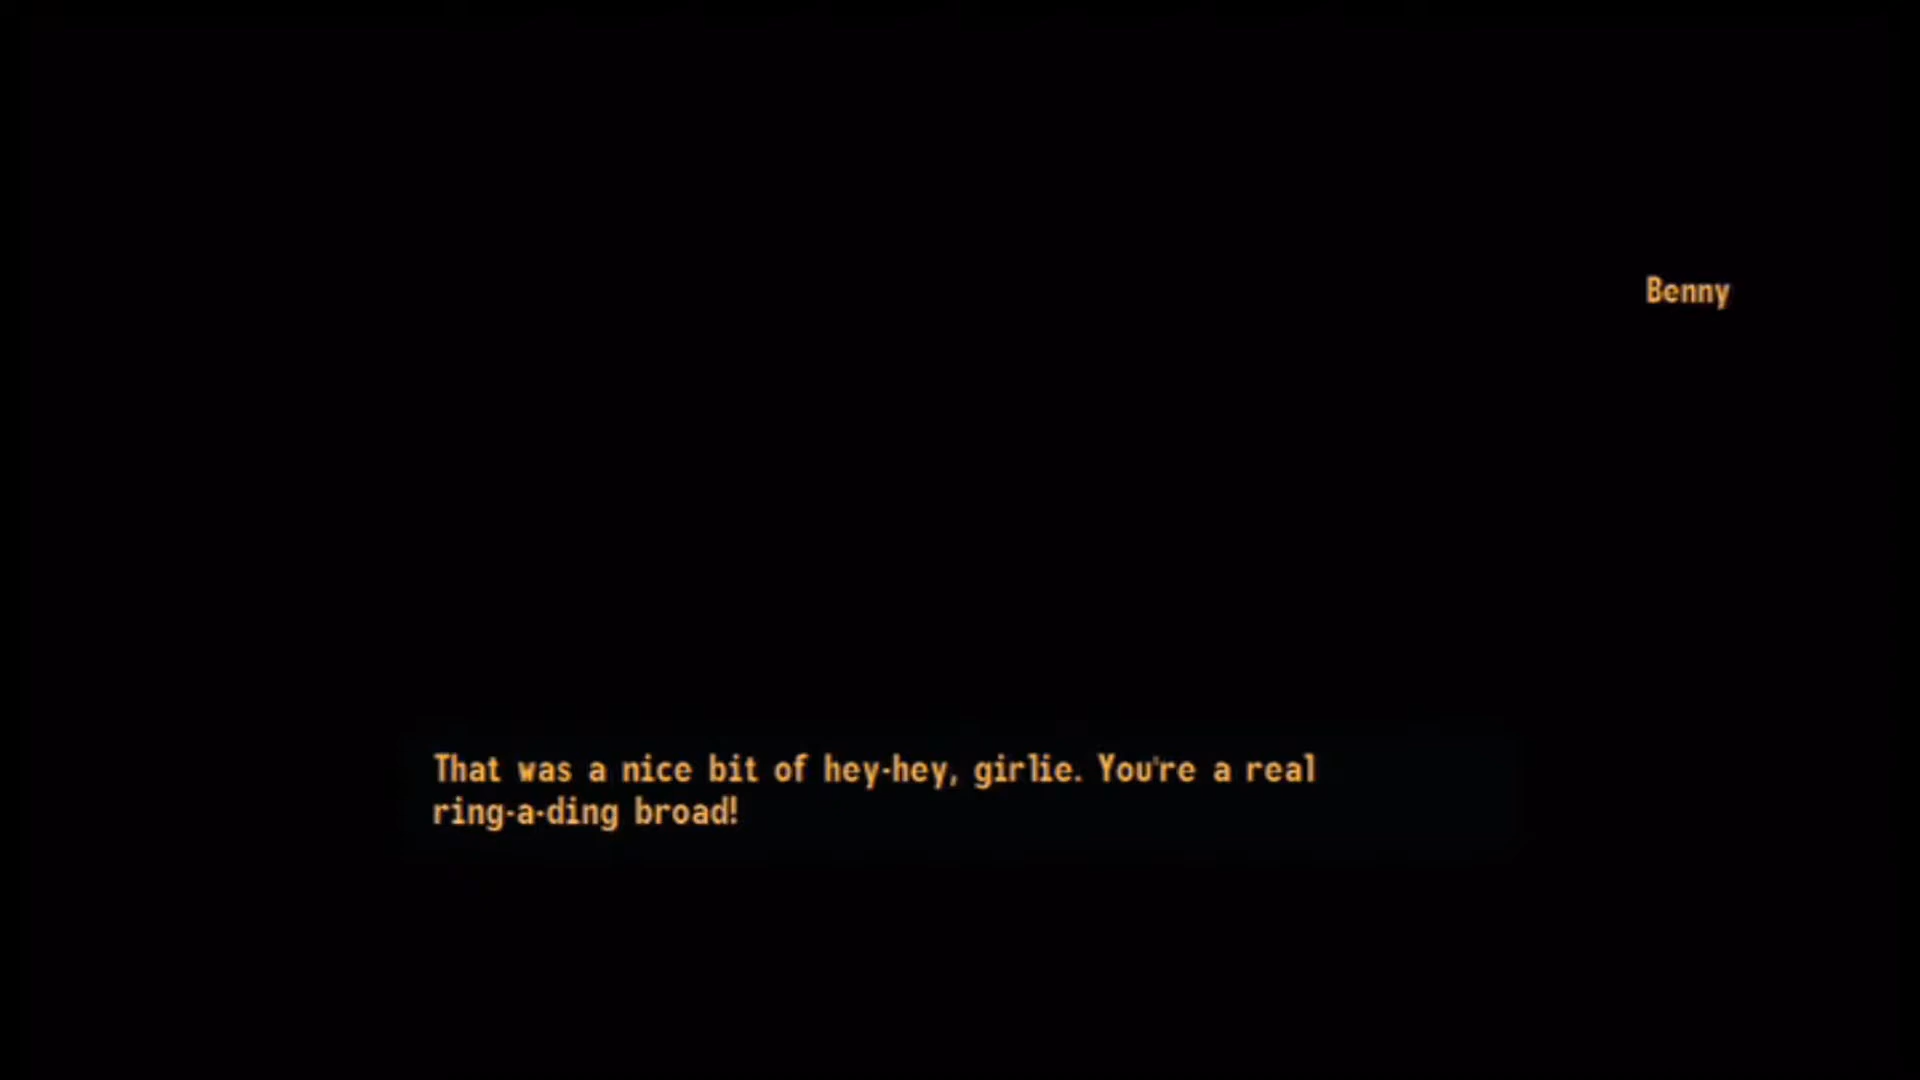 Benny
That was a nice bit of hey-hey, girlie. You're a real
ring-a-ding broad!